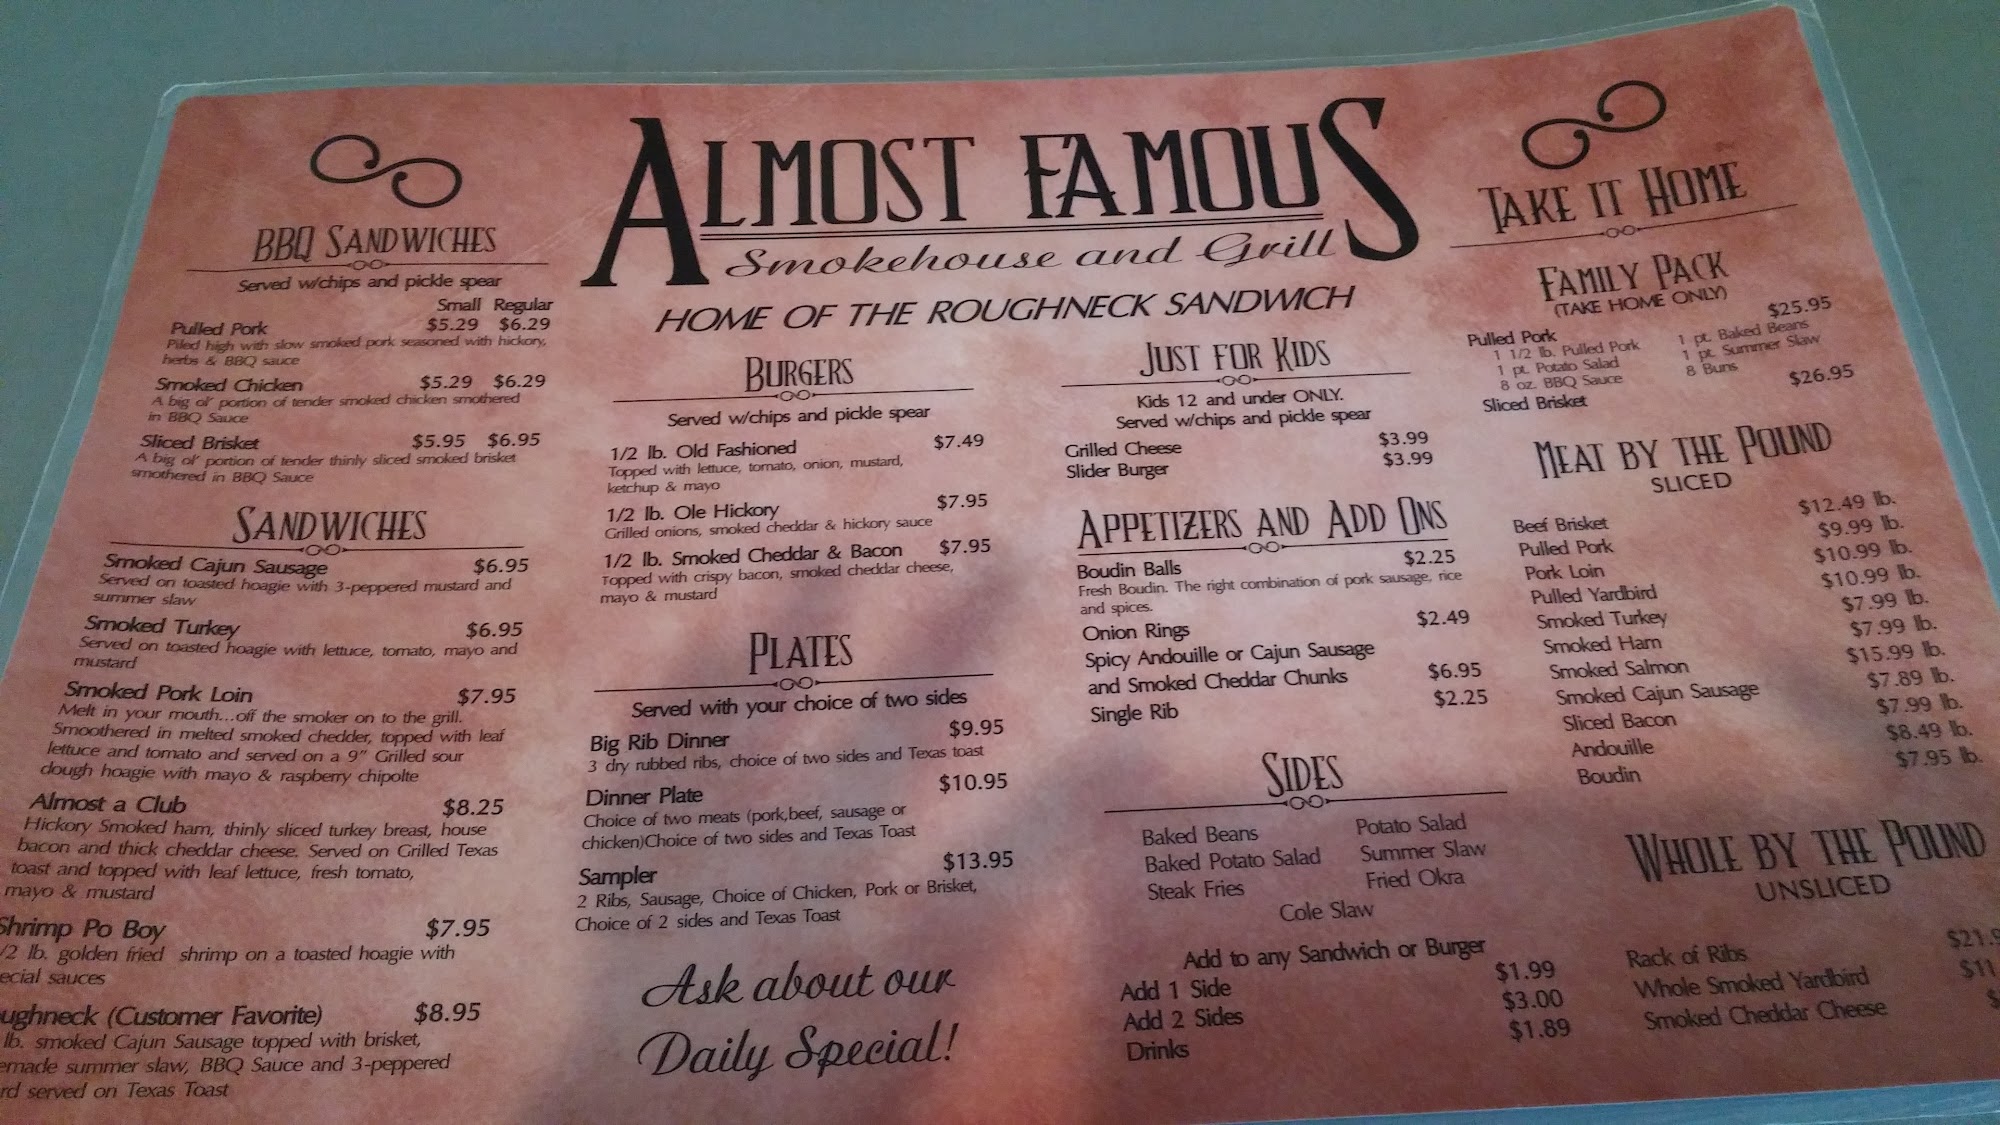 ALMOST FAMOUS
Smokehouse and Grill
HOME OF THE ROUGHNECK SANDWICH
BBQ SANDWICHES
Served w/chips and pickle spear
Small Regular
Pulled Pork $5.29 $6.29
Piled high with slow smoked pork seasoned with hickory,
herbs & BBQ sauce
Smoked Chicken $5.29 $6.29
A big ol' portion of tender smoked chicken smothered
in BBQ Sauce
Sliced Brisket $5.95 $6.95
A big ol' portion of tender thinly sliced smoked brisket
smothered in BBQ Sauce
SANDWICHES
Smoked Cajun Sausage $6.95
Served on toasted hoagie with 3-peppered mustard and
summer slaw
Smoked Turkey $6.95
Served on toasted hoagie with lettuce, tomato, mayo and
mustard
Smoked Pork Loin $7.95
Melt in your mouth...off the smoker on to the grill.
Smoothered in melted smoked chedder, topped with leaf
lettuce and tomato and served on a 9" Grilled sour
dough hoagie with mayo & raspberry chipolte
Almost a Club $8.25
Hickory Smoked ham, thinly sliced turkey breast, house
bacon and thick cheddar cheese. Served on Grilled Texas
toast and topped with leaf lettuce, fresh tomato,
mayo & mustard
Shrimp Po Boy $7.95
/2 lb. golden fried shrimp on a toasted hoagie with
ecial sauces
ughneck (Customer Favorite) $8.95
lb. smoked Cajun Sausage topped with brisket,
emade summer slaw, BBQ Sauce and 3-peppered
rd served on Texas Toast
BURGERS
Served w/chips and pickle spear
1/2 lb. Old Fashioned $7.49
Topped with lettuce, tomato, onion, mustard,
ketchup & mayo
1/2 lb. Ole Hickory $7.95
Grilled onions, smoked cheddar & hickory sauce
1/2 lb. Smoked Cheddar & Bacon $7.95
Topped with crispy bacon, smoked cheddar cheese,
mayo & mustard
PLATES
Served with your choice of two sides
Big Rib Dinner $9.95
3 dry rubbed ribs, choice of two sides and Texas toast
Dinner Plate $10.95
Choice of two meats (pork,beef, sausage or
chicken)Choice of two sides and Texas Toast
Sampler $13.95
2 Ribs, Sausage, Choice of Chicken, Pork or Brisket,
Choice of 2 sides and Texas Toast
Ask about our
Daily Special!
JUST FOR KIDS
Kids 12 and under ONLY.
Served w/chips and pickle spear
Grilled Cheese $3.99
Slider Burger $3.99
APPETIZERS AND ADD ONS
Boudin Balls $2.25
Fresh Boudin. The right combination of pork sausage, rice
and spices.
Onion Rings $2.49
Spicy Andouille or Cajun Sausage
and Smoked Cheddar Chunks $6.95
Single Rib $2.25
SIDES
Baked Beans Potato Salad
Baked Potato Salad Summer Slaw
Steak Fries Fried Okra
Cole Slaw
Add to any Sandwich or Burger
Add 1 Side $1.99
Add 2 Sides $3.00
Drinks $1.89
TAKE IT HOME
FAMILY PACK
(TAKE HOME ONLY)
Pulled Pork $25.95
1 1/2 lb. Pulled Pork 1 pt. Baked Beans
1 pt. Potato Salad 1 pt. Summer Slaw
8 oz. BBQ Sauce 8 Buns
Sliced Brisket $26.95
MEAT BY THE POUND
SLICED
Beef Brisket $12.49 lb.
Pulled Pork $9.99 lb.
Pork Loin $10.99 lb.
Pulled Yardbird $10.99 lb.
Smoked Turkey $7.99 lb.
Smoked Ham $7.99 lb.
Smoked Salmon $15.99 lb.
Smoked Cajun Sausage $7.89 lb.
Sliced Bacon $7.99 lb.
Andouille $8.49 lb.
Boudin $7.95 lb.
WHOLE BY THE POUND
UNSLICED
Rack of Ribs $21.9
Whole Smoked Yardbird $11
Smoked Cheddar Cheese $